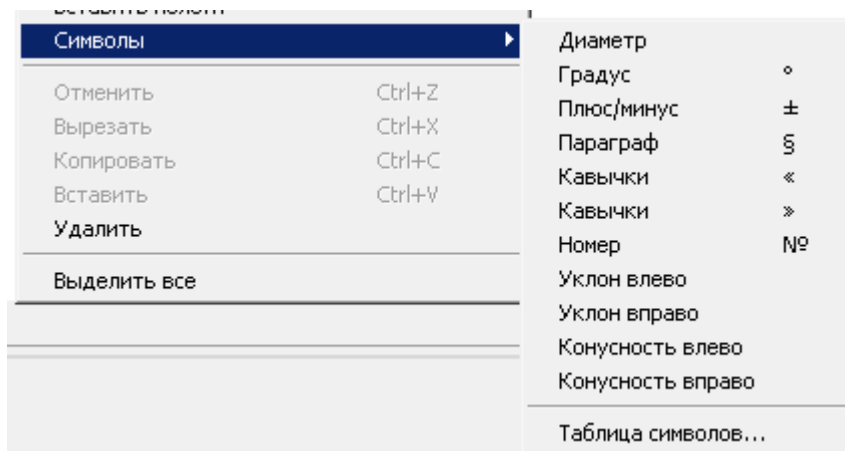 Символы
Отменить Ctrl+Z
Вырезать Ctrl+X
Копировать Ctrl+C
Вставить Ctrl+V
Удалить
Выделить все
Диаметр
Градус °
Плюс/минус ±
Параграф §
Кавычки «
Кавычки »
Номер №
Уклон влево
Уклон вправо
Конусность влево
Конусность вправо
Таблица символов...